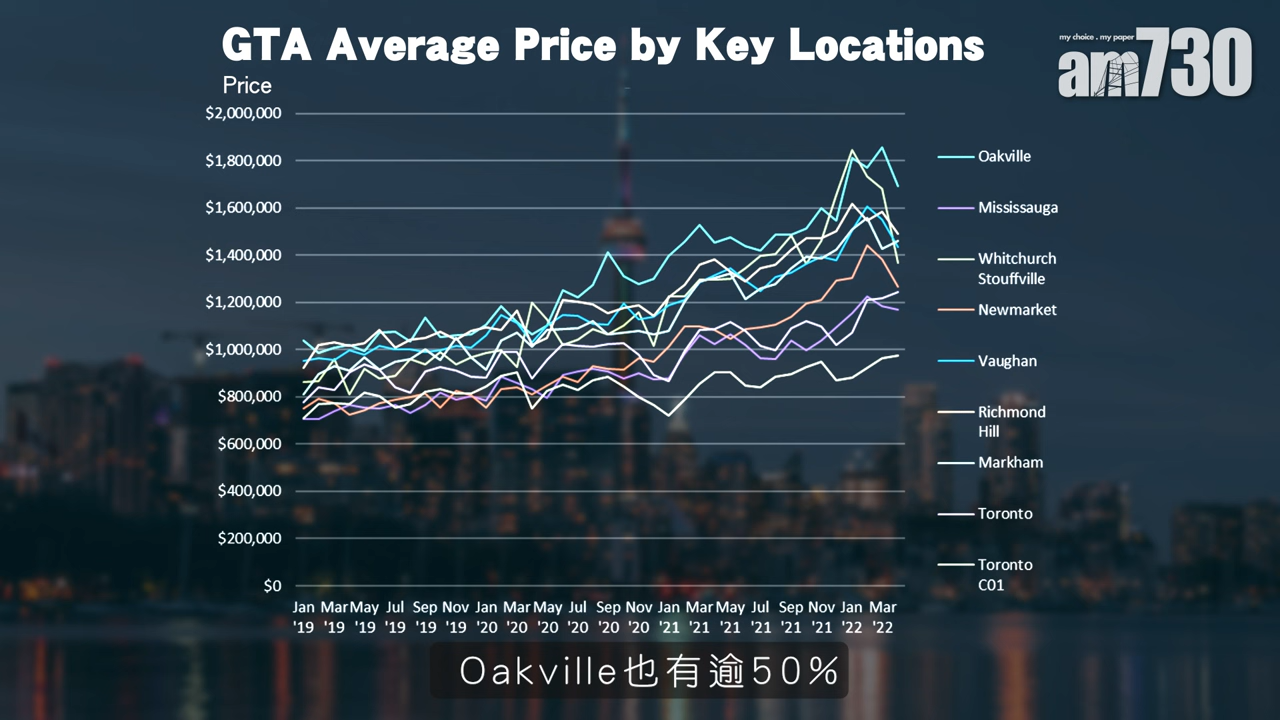 GTA Average Price by Key Locations
my choice . my paper
am730
Price
$2,000,000
$1,800,000
$1,600,000
$1,400,000
$1,200,000
$1,000,000
$800,000
$600,000
$400,000
$200,000
$0
Oakville
Mississauga
Whitchurch
Stouffville
Newmarket
Vaughan
Richmond
Hill
Markham
Toronto
Toronto
C01
Jan Mar May Jul Sep Nov Jan Mar May Jul Sep Nov Jan Mar May Jul Sep Nov Jan Mar
'19 '19 '19 '19 '19 '19 '20 '20 '20 '20 '20 '20 '21 '21 '21 '21 '21 '21 '22 '22
Oakville也有逾50%